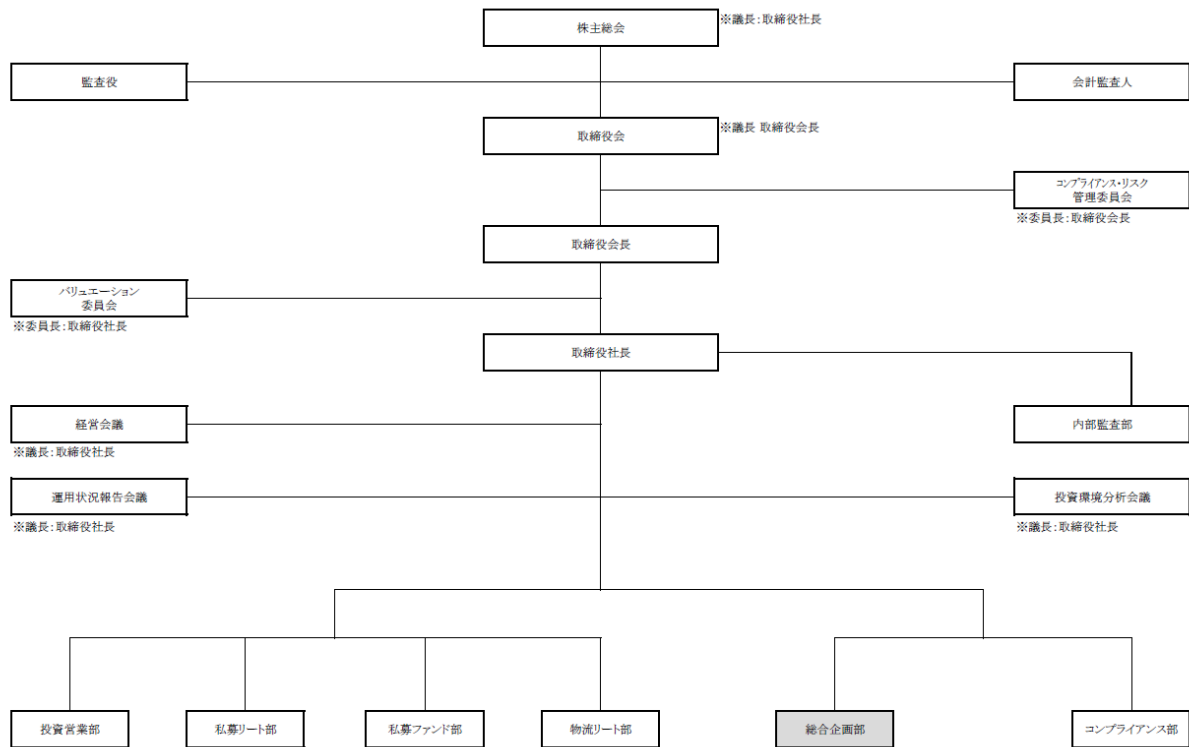 株主総会
※議長:取締役社長
監査役
会計監査人
取締役会
※議長 取締役会長
コンプライアンス・リスク
管理委員会
※委員長:取締役会長
取締役会長
バリュエーション
委員会
※委員長:取締役社長
取締役社長
経営会議
※議長:取締役社長
内部監査部
運用状況報告会議
※議長:取締役社長
投資環境分析会議
※議長:取締役社長
投資営業部
私募リート部
私募ファンド部
物流リート部
総合企画部
コンプライアンス部